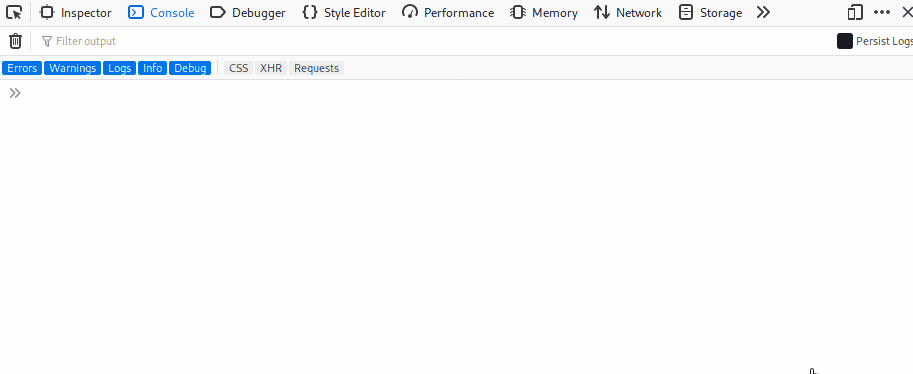 Inspector Console Debugger Style Editor Performance Memory Network Storage
Filter output Persist Logs
Errors Warnings Logs Info Debug CSS XHR Requests